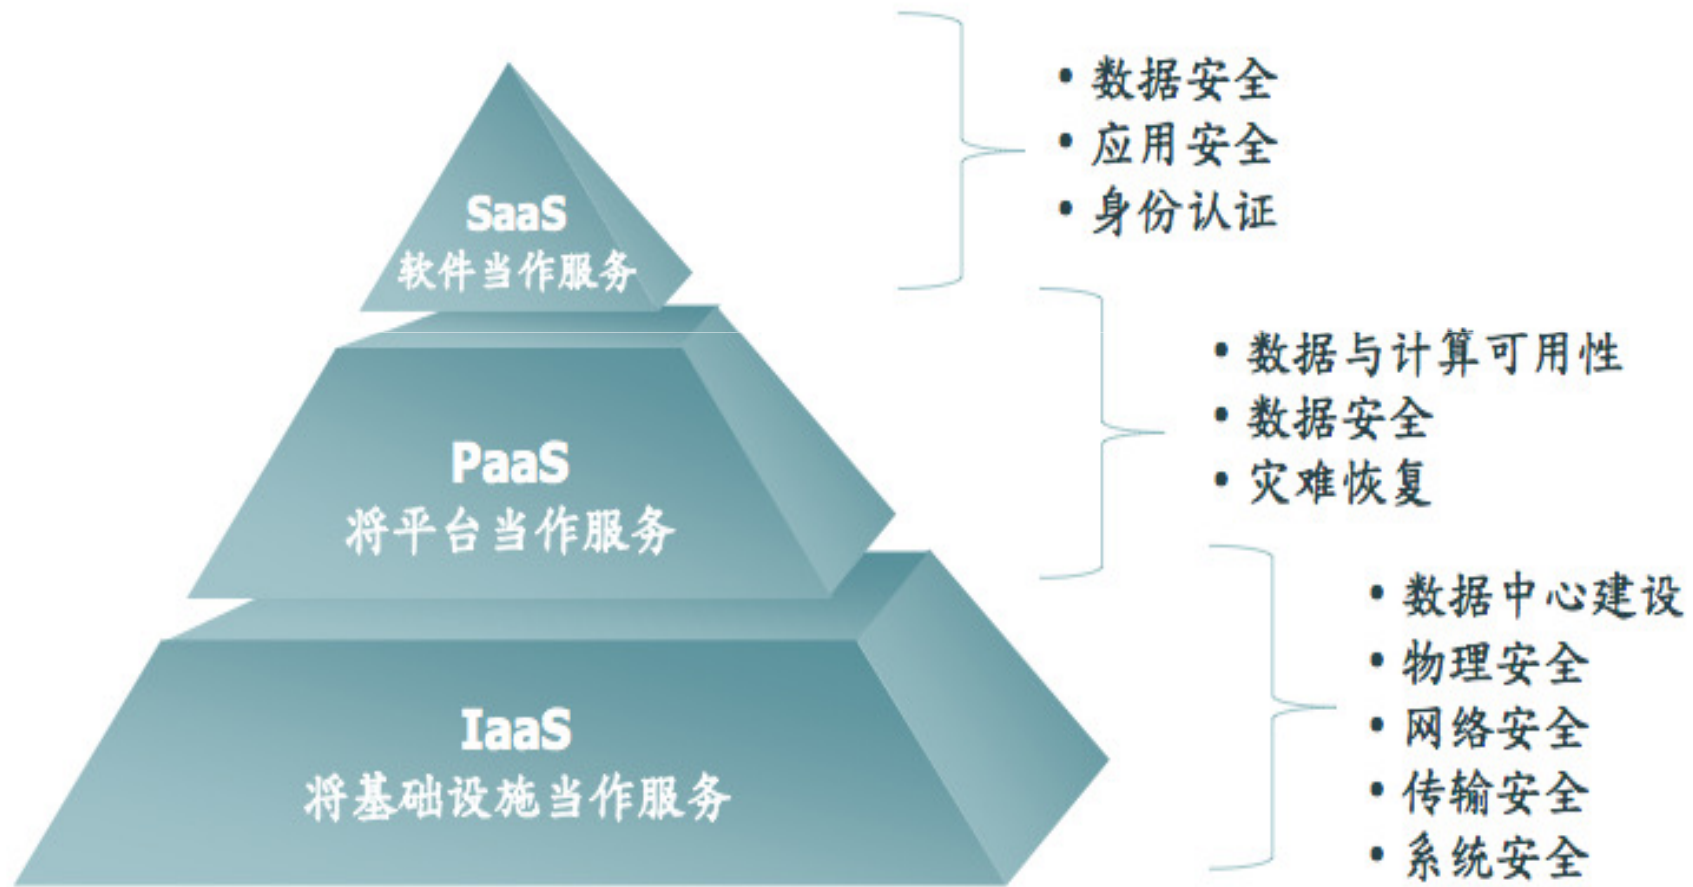 SaaS
软件当作服务
• 数据安全
• 应用安全
• 身份认证
PaaS
将平台当作服务
• 数据与计算可用性
• 数据安全
• 灾难恢复
IaaS
将基础设施当作服务
• 数据中心建设
• 物理安全
• 网络安全
• 传输安全
• 系统安全